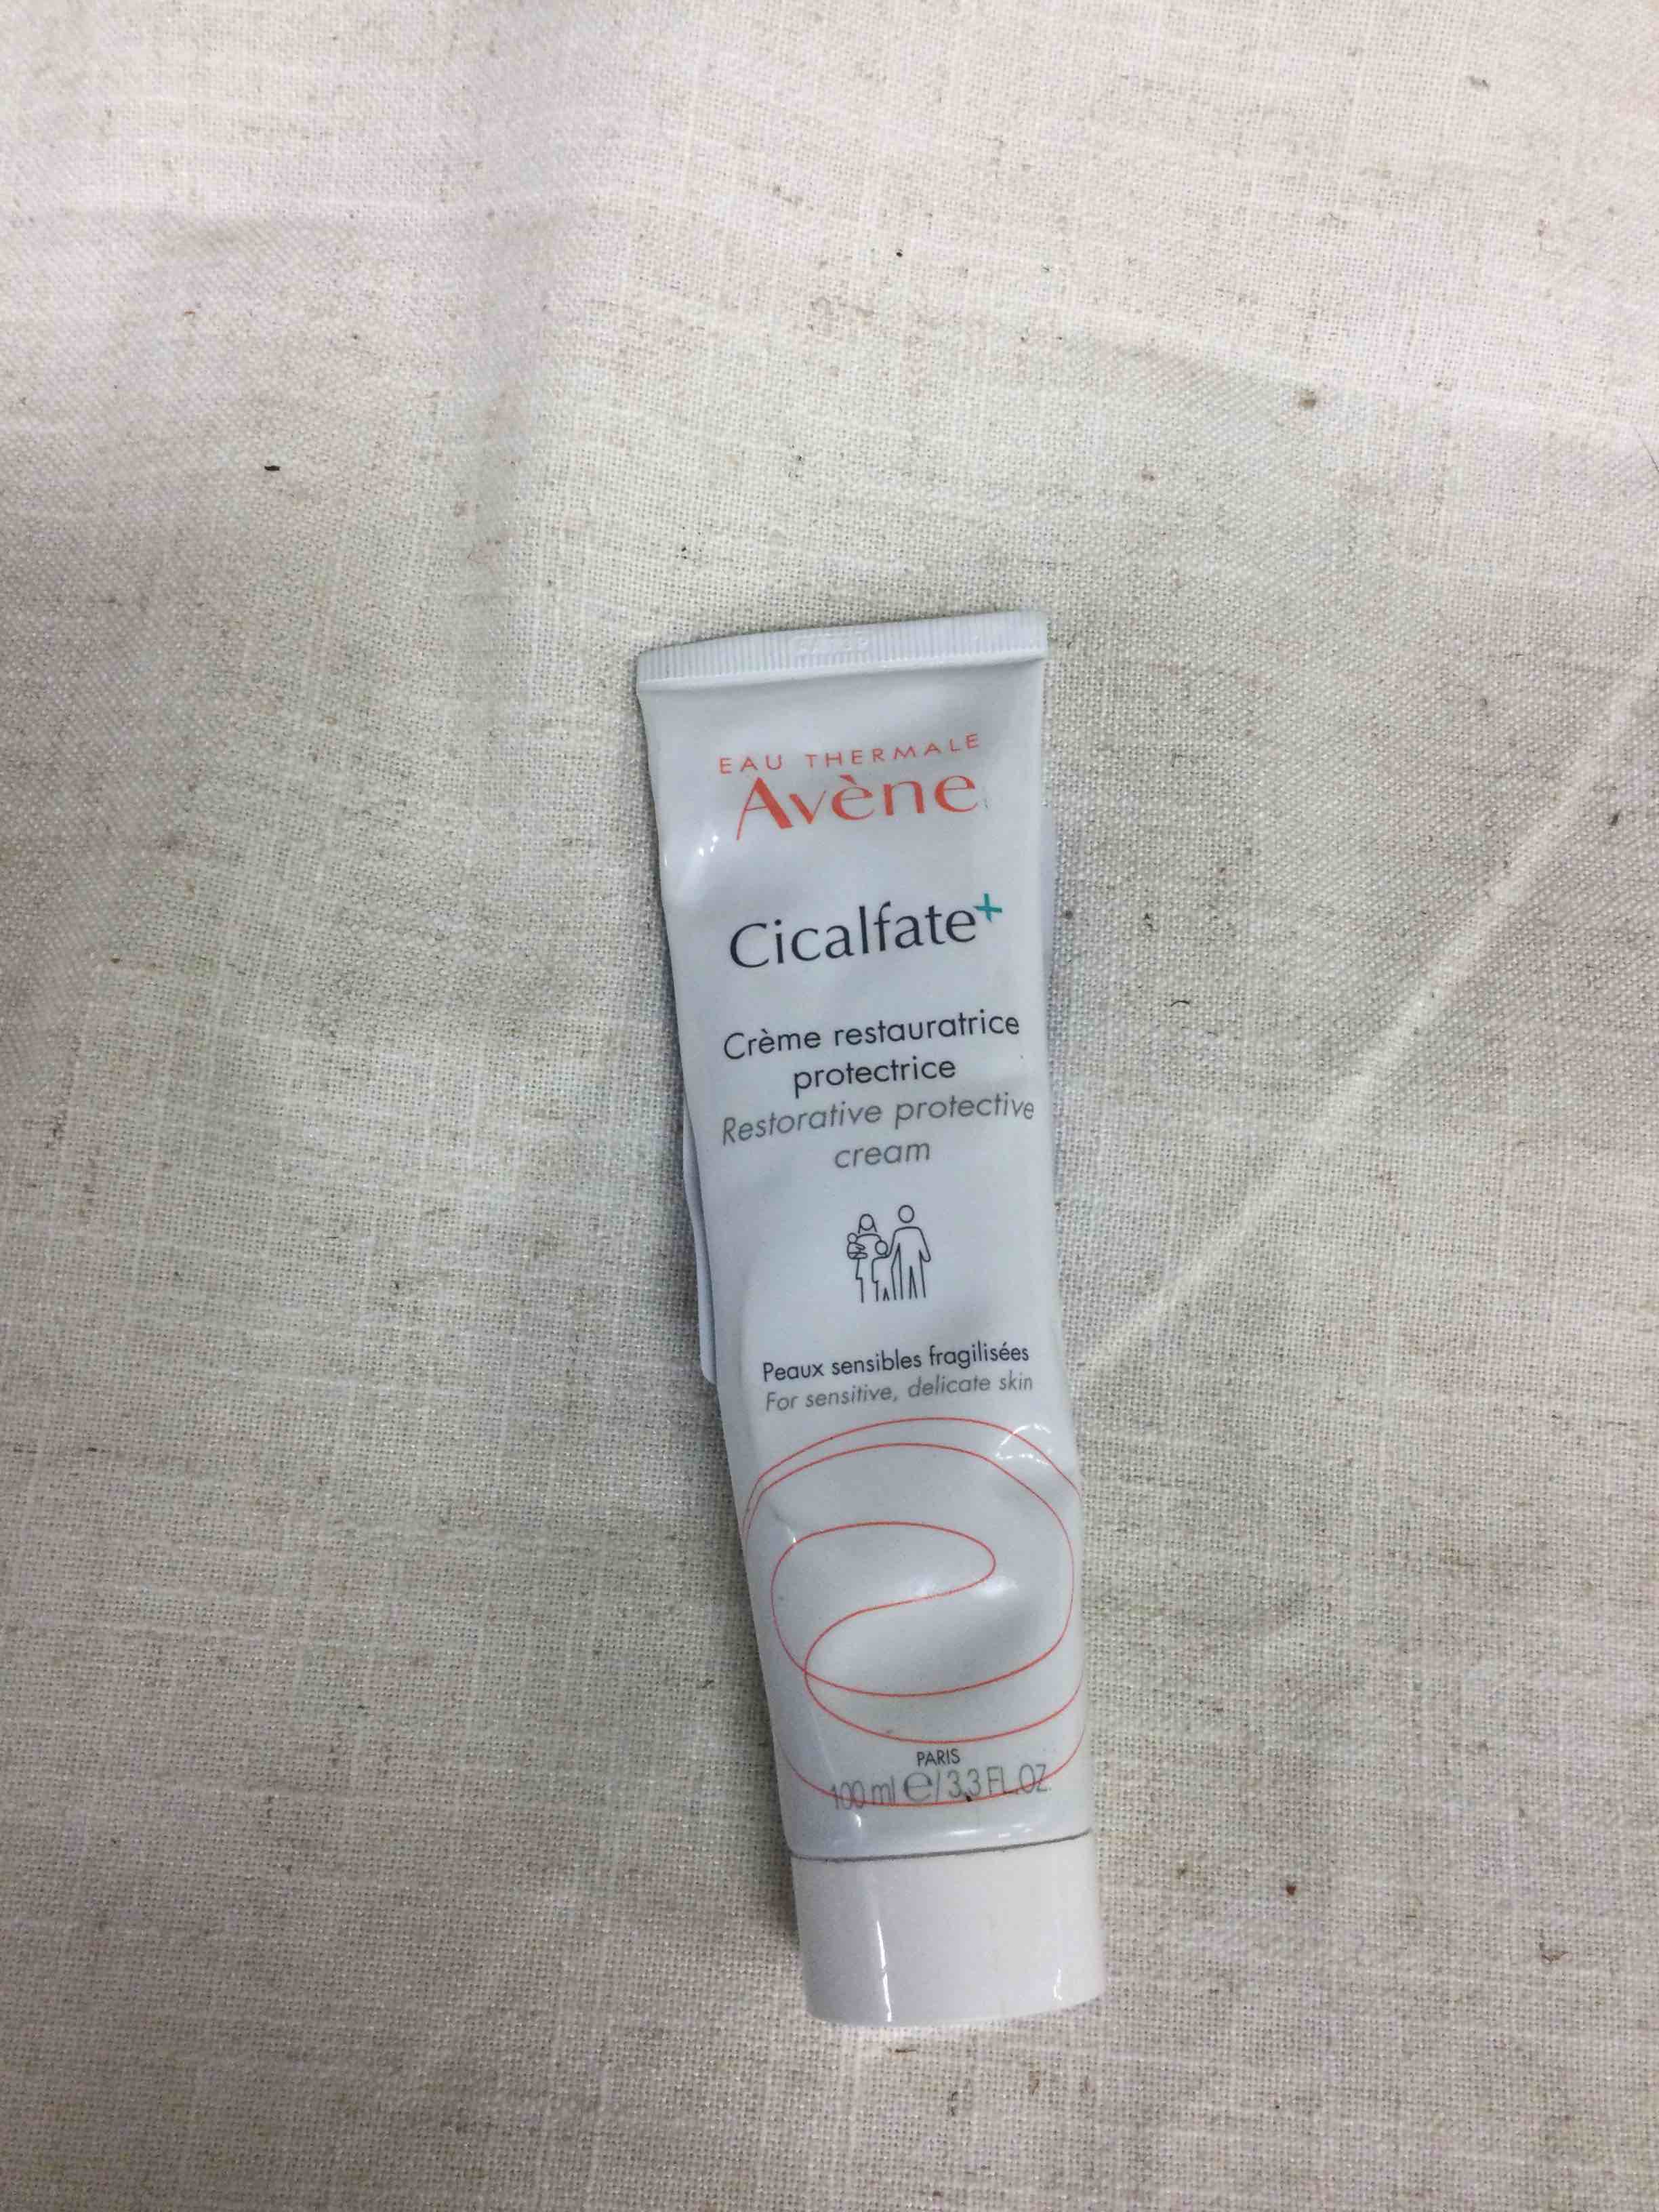 EAU THERMALE
Avène
Cicalfate+
Crème restauratrice
protectrice
Restorative protective
cream
Peaux sensibles fragilisées
For sensitive, delicate skin
PARIS
100 ml e / 3,3 FL.OZ.